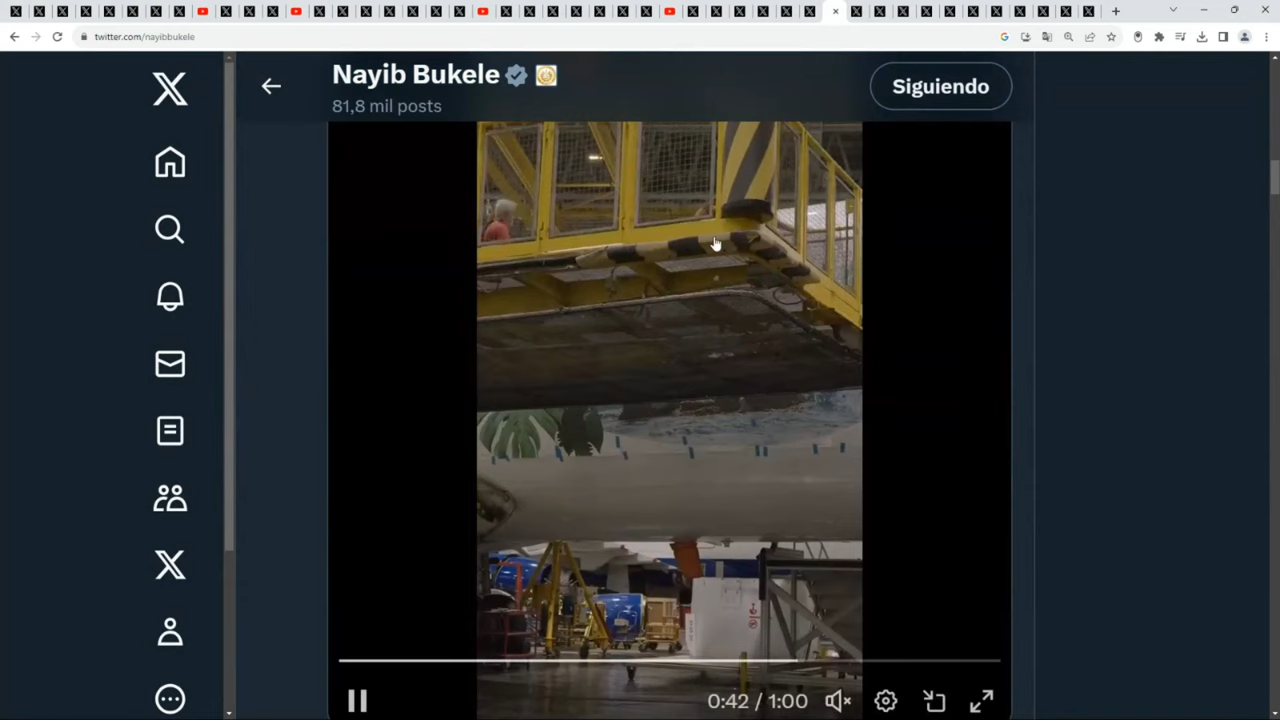 twitter.com/nayibbukele
Nayib Bukele
81,8 mil posts
Siguiendo
0:42 / 1:00